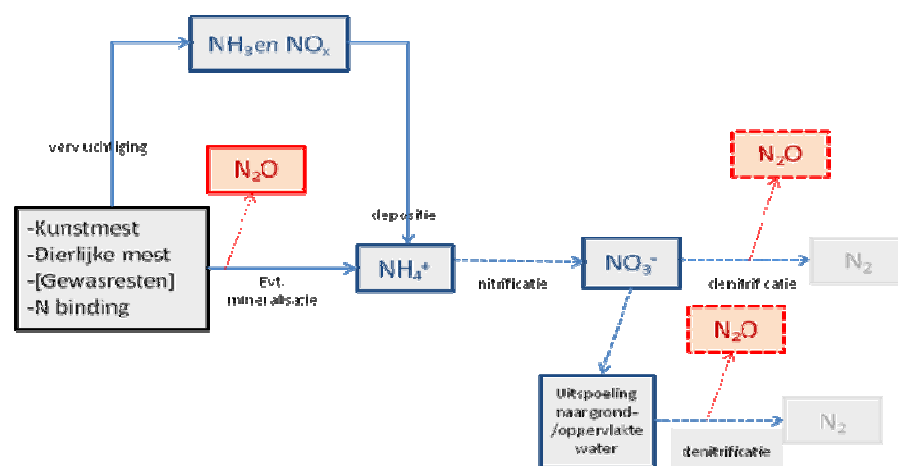 NH₃ en NOₓ
vervluchtiging
N₂O
N₂O
-Kunstmest
-Dierlijke mest
-[Gewasresten]
-N binding
depositie
Evt.
mineralisatie
NH₄⁺
nitrificatie
NO₃⁻
denitrificatie
N₂
N₂O
Uitspoeling
naar grond-
/oppervlakte
water
denitrificatie
N₂